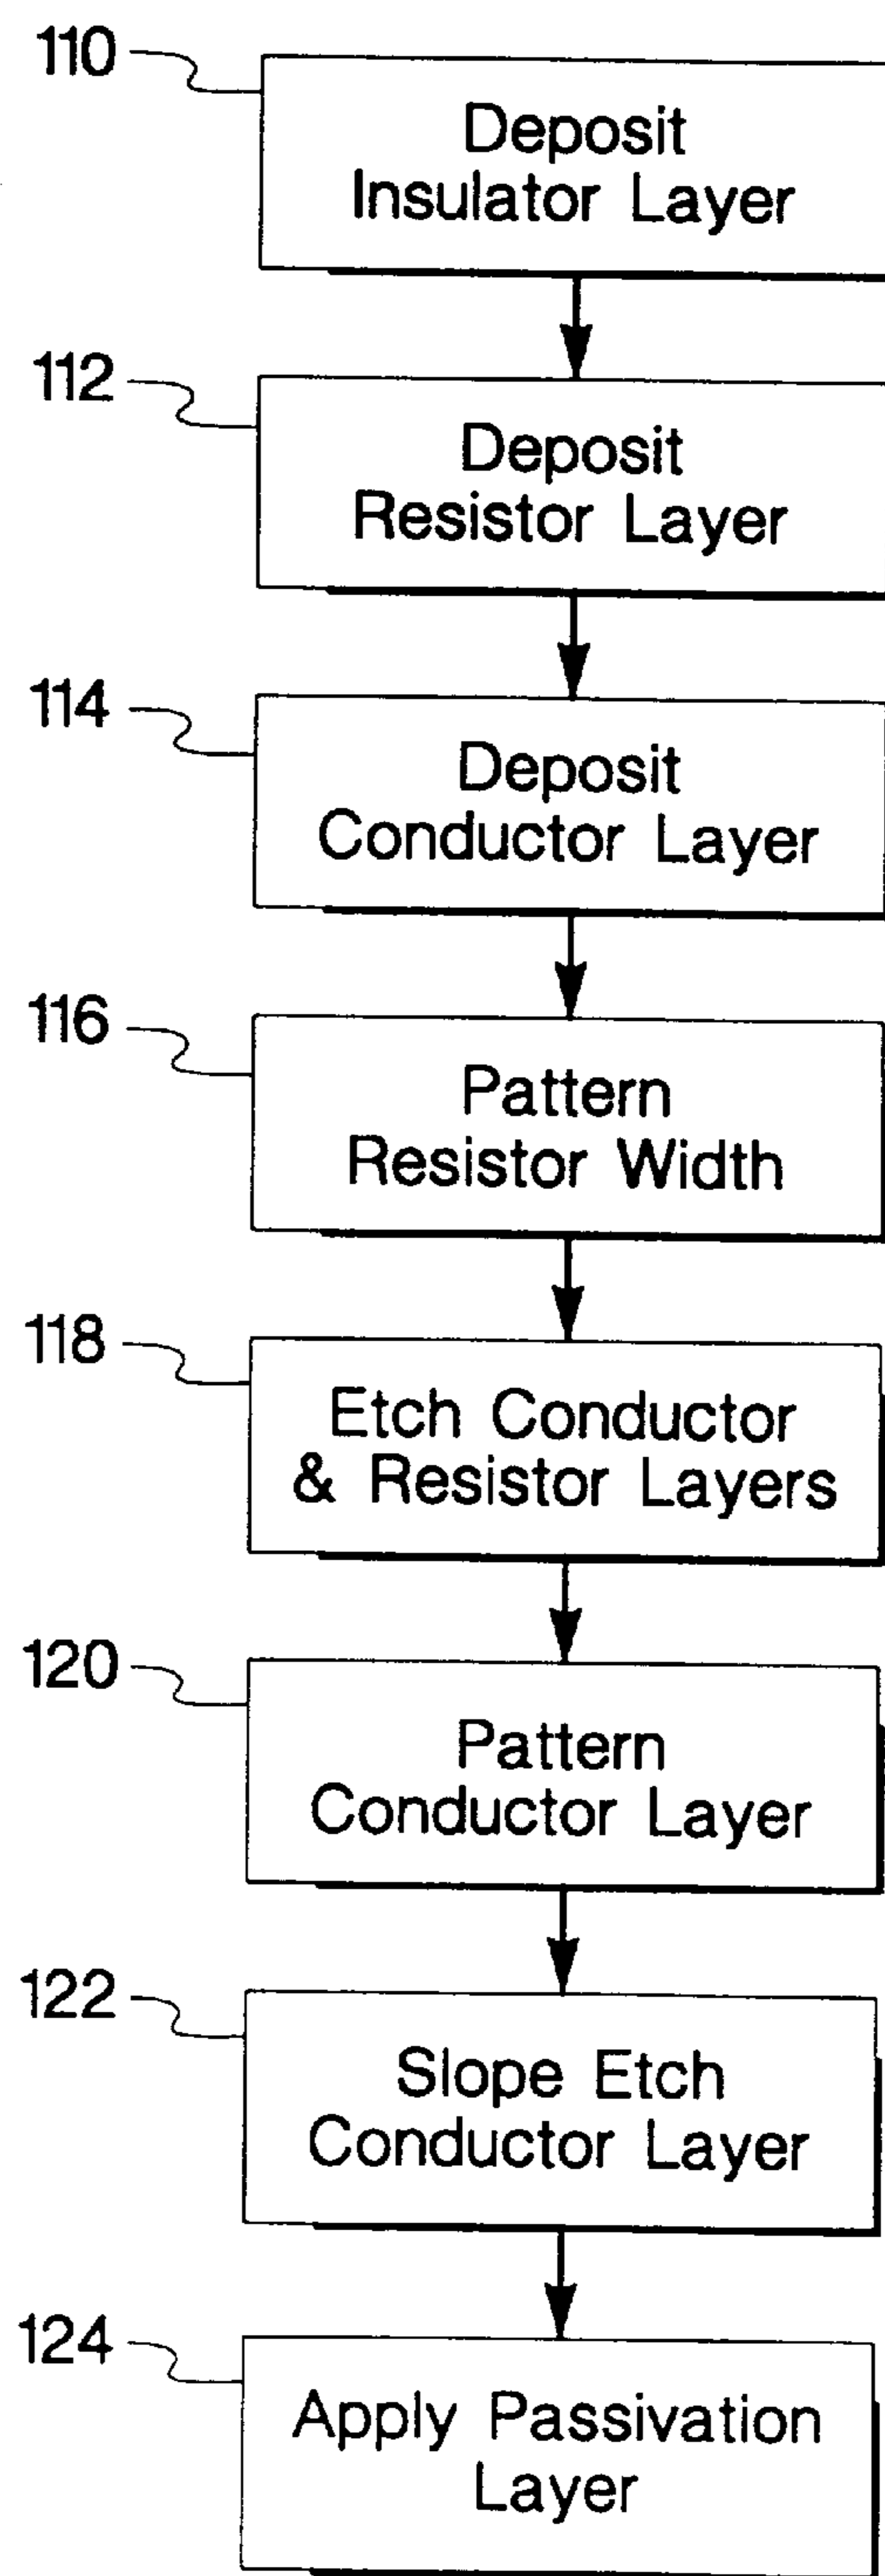 110
Deposit
Insulator Layer
112
Deposit
Resistor Layer
114
Deposit
Conductor Layer
116
Pattern
Resistor Width
118
Etch Conductor
& Resistor Layers
120
Pattern
Conductor Layer
122
Slope Etch
Conductor Layer
124
Apply Passivation
Layer